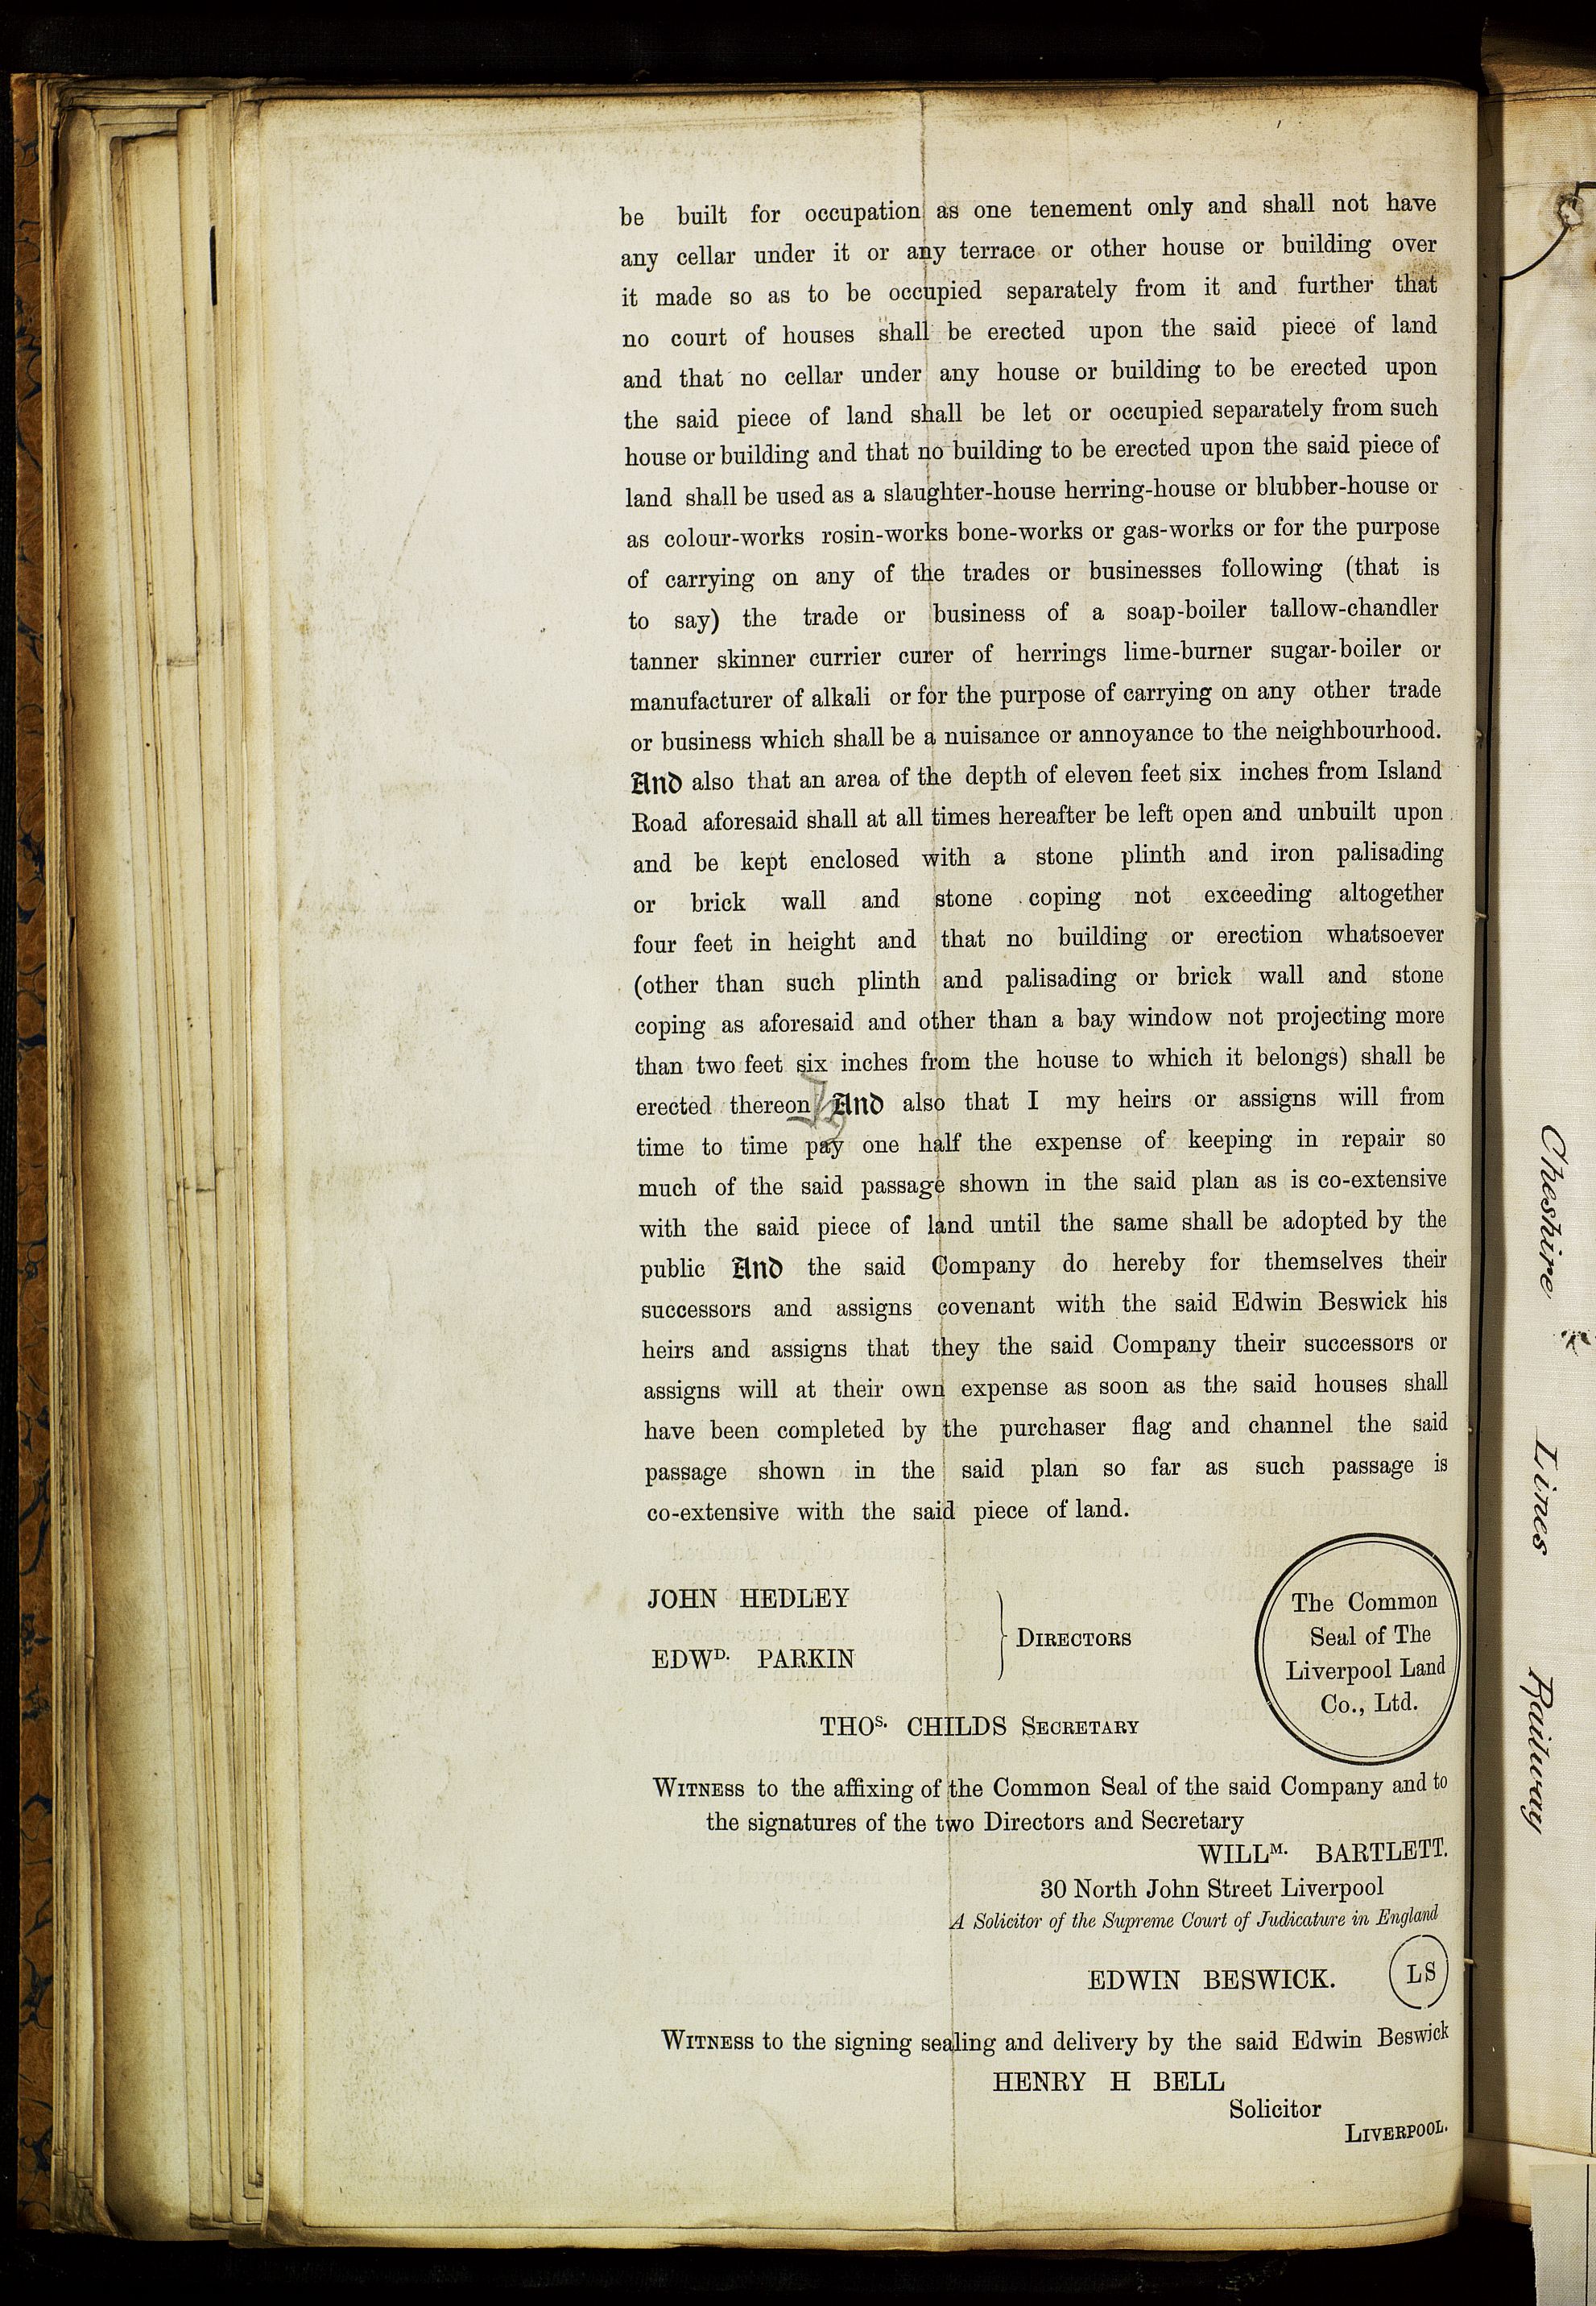 be built for occupation as one tenement only and shall not have
any cellar under it or any terrace or other house or building over
it made so as to be occupied separately from it and further that
no court of houses shall be erected upon the said piece of land
and that no cellar under any house or building to be erected upon
the said piece of land shall be let or occupied separately from such
house or building and that no building to be erected upon the said piece of
land shall be used as a slaughter-house herring-house or blubber-house or
as colour-works rosin-works bone-works or gas-works or for the purpose
of carrying on any of the trades or businesses following (that is
to say) the trade or business of a soap-boiler tallow-chandler
tanner skinner currier curer of herrings lime-burner sugar-boiler or
manufacturer of alkali or for the purpose of carrying on any other trade
or business which shall be a nuisance or annoyance to the neighbourhood.
And also that an area of the depth of eleven feet six inches from Island
Road aforesaid shall at all times hereafter be left open and unbuilt upon
and be kept enclosed with a stone plinth and iron palisading
or brick wall and stone coping not exceeding altogether
four feet in height and that no building or erection whatsoever
(other than such plinth and palisading or brick wall and stone
coping as aforesaid and other than a bay window not projecting more
than two feet six inches from the house to which it belongs) shall be
erected thereon And also that I my heirs or assigns will from
time to time pay one half the expense of keeping in repair so
much of the said passage shown in the said plan as is co-extensive
with the said piece of land until the same shall be adopted by the
public And the said Company do hereby for themselves their
successors and assigns covenant with the said Edwin Beswick his
heirs and assigns that they the said Company their successors or
assigns will at their own expense as soon as the said houses shall
have been completed by the purchaser flag and channel the said
passage shown in the said plan so far as such passage is
co-extensive with the said piece of land.
JOHN HEDLEY
EDWD. PARKIN
DIRECTORS
The Common
Seal of The
Liverpool Land
Co., Ltd.
THOS. CHILDS SECRETARY
WITNESS to the affixing of the Common Seal of the said Company and to
the signatures of the two Directors and Secretary
WILLM. BARTLETT.
30 North John Street Liverpool
A Solicitor of the Supreme Court of Judicature in England
EDWIN BESWICK.
LS
WITNESS to the signing sealing and delivery by the said Edwin Beswick
HENRY H BELL
Solicitor
LIVERPOOL.
Cheshire Lines Railway